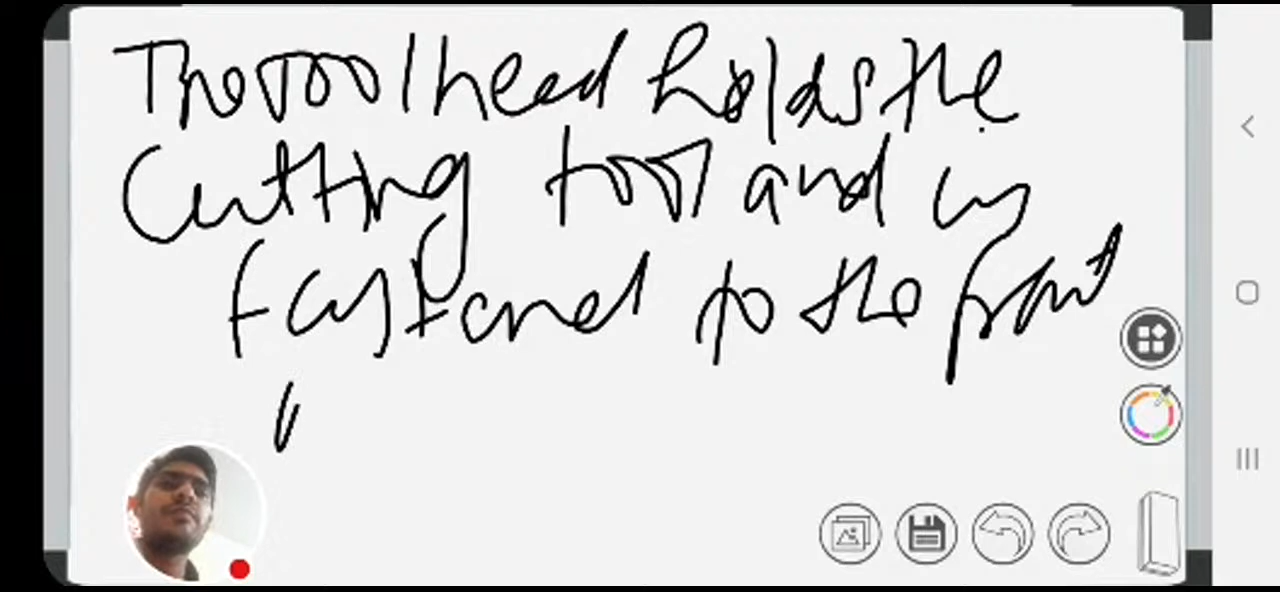 The tool head holds the
Cutting tool and is
fastened to the front